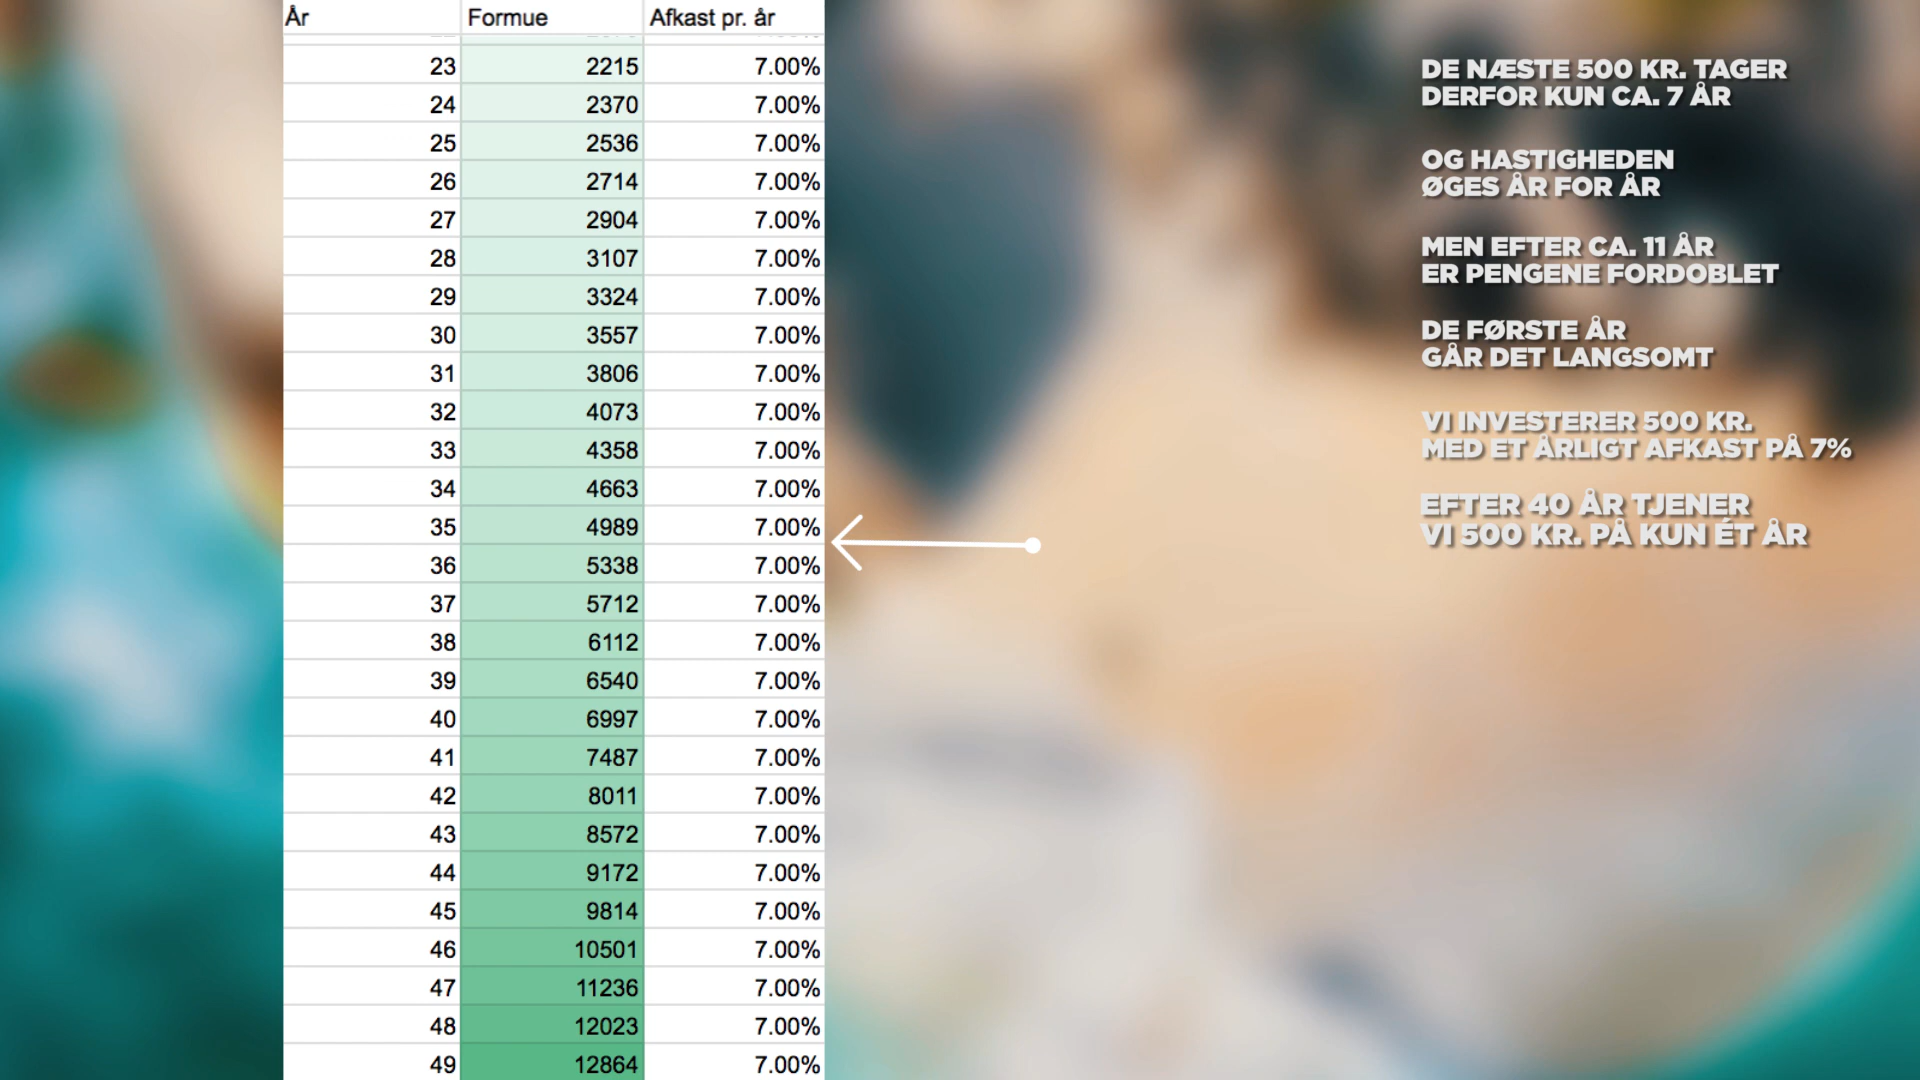 År Formue Afkast pr. år
23 2215 7.00%
24 2370 7.00%
25 2536 7.00%
26 2714 7.00%
27 2904 7.00%
28 3107 7.00%
29 3324 7.00%
30 3557 7.00%
31 3806 7.00%
32 4073 7.00%
33 4358 7.00%
34 4663 7.00%
35 4989 7.00%
36 5338 7.00%
37 5712 7.00%
38 6112 7.00%
39 6540 7.00%
40 6997 7.00%
41 7487 7.00%
42 8011 7.00%
43 8572 7.00%
44 9172 7.00%
45 9814 7.00%
46 10501 7.00%
47 11236 7.00%
48 12023 7.00%
49 12864 7.00%
DE NÆSTE 500 KR. TAGER
DERFOR KUN CA. 7 ÅR
OG HASTIGHEDEN
ØGES ÅR FOR ÅR
MEN EFTER CA. 11 ÅR
ER PENGENE FORDOBLET
DE FØRSTE ÅR
GÅR DET LANGSOMT
VI INVESTERER 500 KR.
MED ET ÅRLIGT AFKAST PÅ 7%
EFTER 40 ÅR TJENER
VI 500 KR. PÅ KUN ÉT ÅR